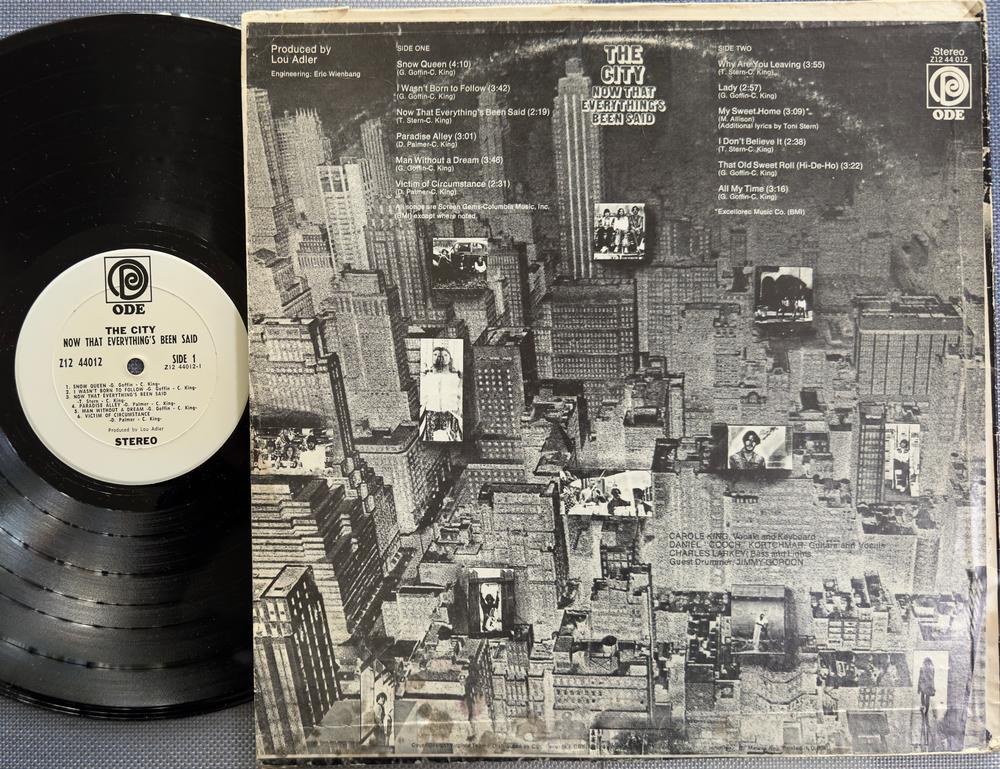 Produced by
Lou Adler
Engineering: Eric Wienbang
SIDE ONE
Snow Queen (4:10)
(G. Goffin-C. King)
I Wasn't Born to Follow (3:42)
(G. Goffin-C. King)
Now That Everything's Been Said (2:19)
(T. Stern-C. King)
Paradise Alley (3:01)
(D. Palmer-C. King)
Man Without a Dream (3:46)
(G. Goffin-C. King)
Victim of Circumstance (2:31)
(D. Palmer-C. King)
All songs are Screen Gems-Columbia Music, Inc.
(BMI) except where noted.
THE
CITY
NOW THAT
EVERYTHING'S
BEEN SAID
SIDE TWO
Why Are You Leaving (3:55)
(T. Stern-C. King)
Lady (2:57)
(G. Goffin-C. King)
My Sweet Home (3:09)*
(M. Allison)
(Additional lyrics by Toni Stern)
I Don't Believe It (2:38)
(T. Stern-C. King)
That Old Sweet Roll (Hi-De-Ho) (3:22)
(G. Goffin-C. King)
All My Time (3:16)
(G. Goffin-C. King)
*Excellorec Music Co. (BMI)
Stereo
Z12 44 012
ODE
CAROLE KING, Vocals and Keyboard
DANIEL "GOOCH" KORTCHMAR, Guitars and Vocals
CHARLES LARKEY, Bass and Lights
Guest Drummer, JIMMY GORDON
ODE
THE CITY
NOW THAT EVERYTHING'S BEEN SAID
Z12 44012
SIDE 1
Z12 44012-1
1. SNOW QUEEN -G. Goffin - C. King-
2. I WASN'T BORN TO FOLLOW -G. Goffin - C. King-
3. NOW THAT EVERYTHING'S BEEN SAID
-T. Stern - C. King-
4. PARADISE ALLEY -D. Palmer - C. King-
5. MAN WITHOUT A DREAM -G. Goffin - C. King-
6. VICTIM OF CIRCUMSTANCE
-D. Palmer - C. King-
Produced by Lou Adler
STEREO